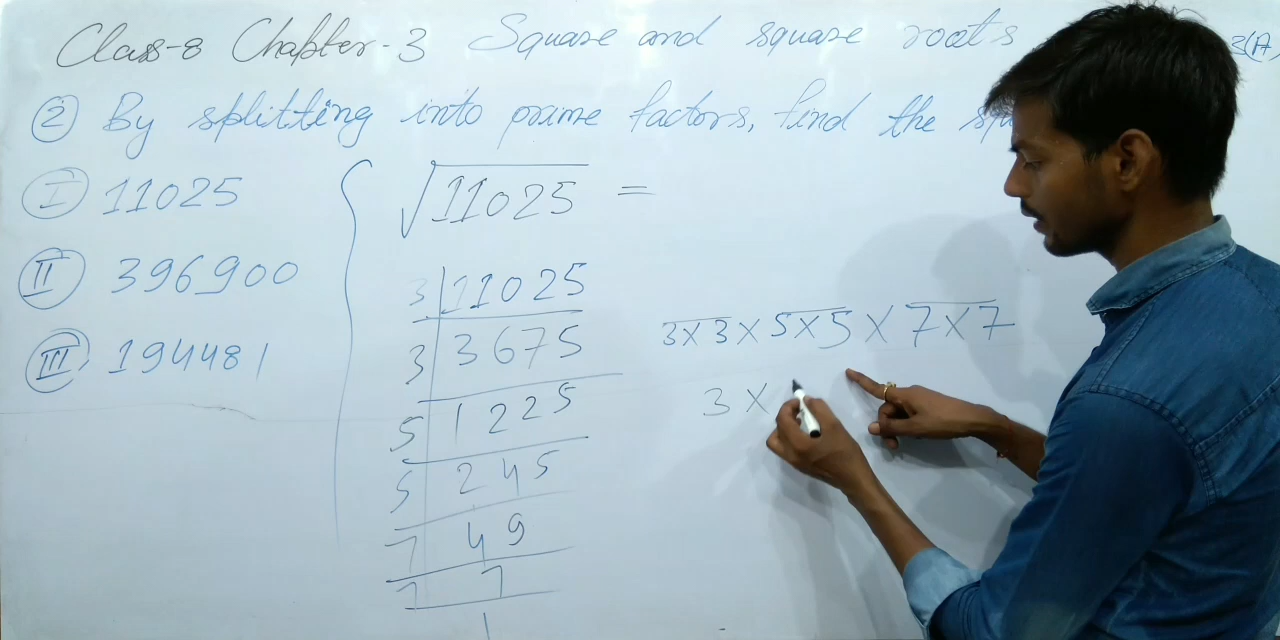 Class-8 Chapter-3 Square and square roots 3(A)
② By splitting into prime factors, find the
Ⓘ 11025
Ⅱ 396900
Ⅲ 194481
√11025 =
3 | 11025
3 | 3675
5 | 1225
5 | 245
7 | 49
7 | 7
1
3×3×5×5×7×7
3×